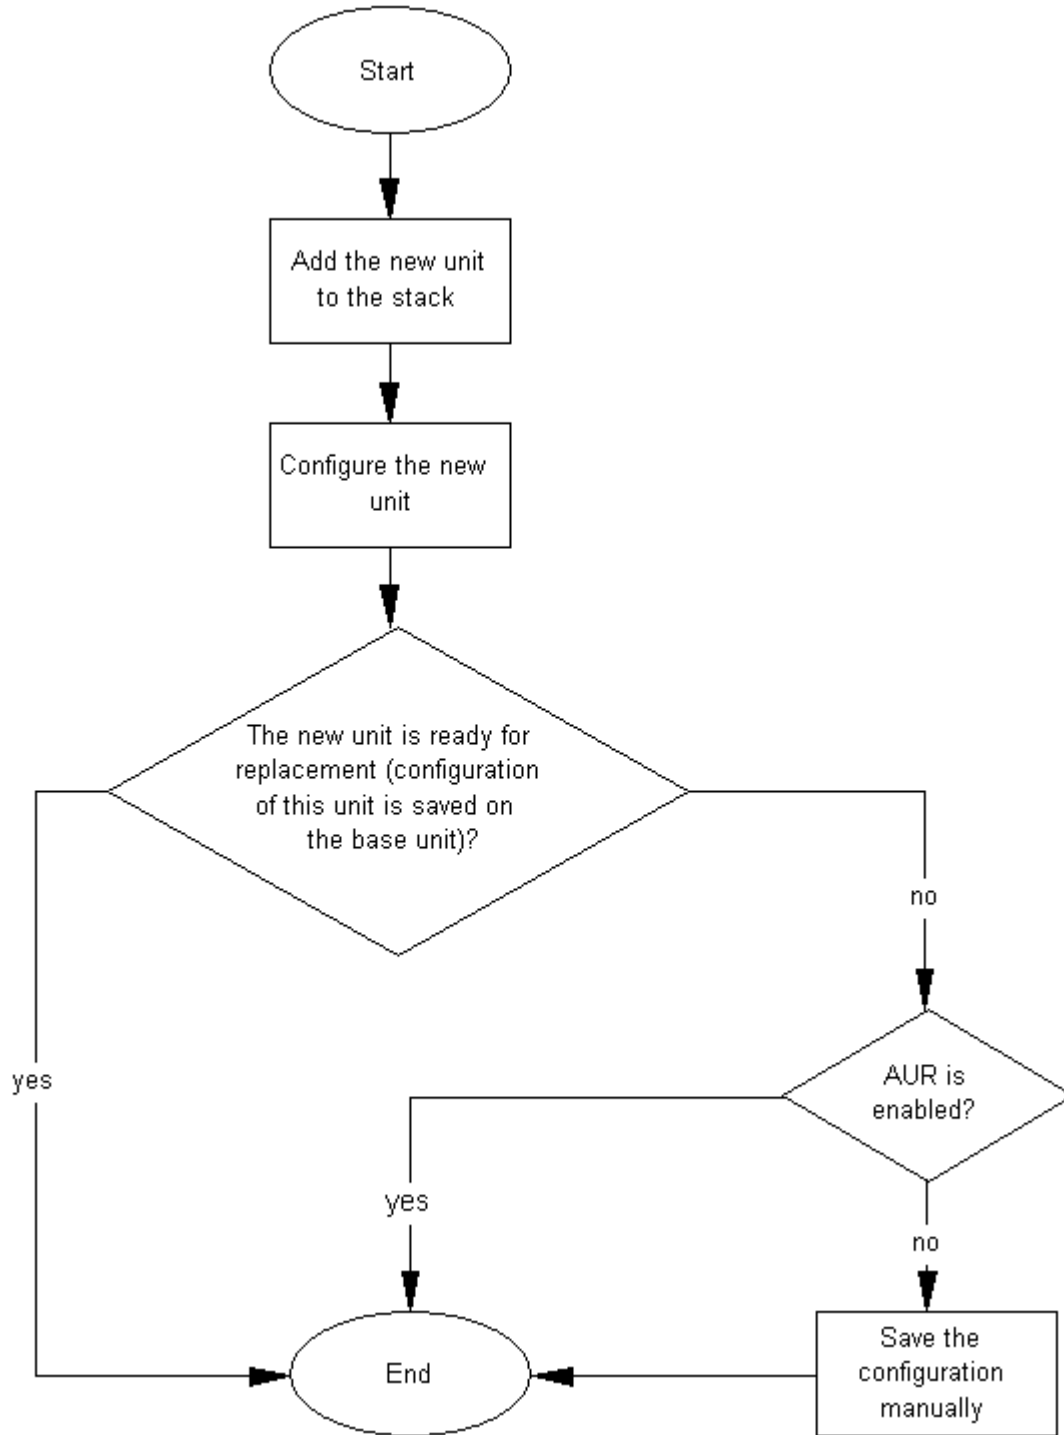 Start
Add the new unit
to the stack
Configure the new
unit
The new unit is ready for
replacement (configuration
of this unit is saved on
the base unit)?
no
yes
AUR is
enabled?
yes
no
Save the
configuration
manually
End